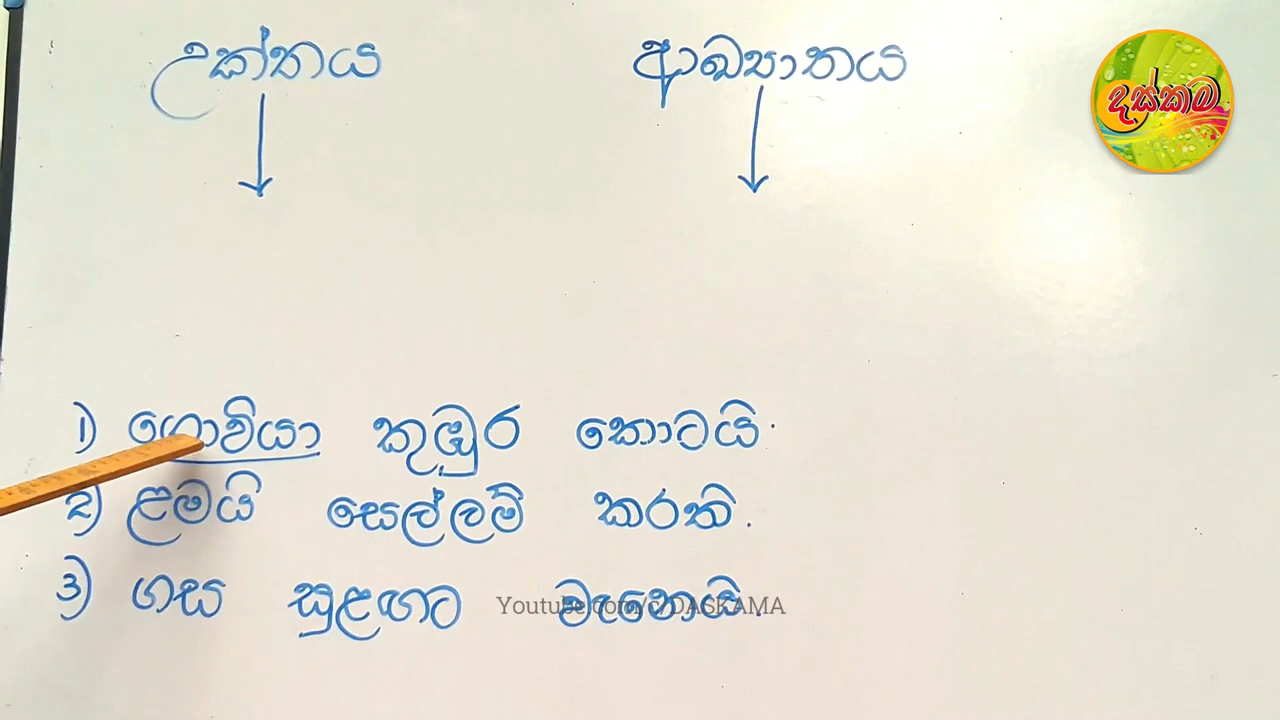 උක්තය ආඛ්‍යාතය
දස්කම
1) ගොවියා කුඹුර කොටයි.
2) ළමයි සෙල්ලම් කරති.
3) ගස සුළඟට වැනෙයි.
Youtube.com/c/DASKAMA